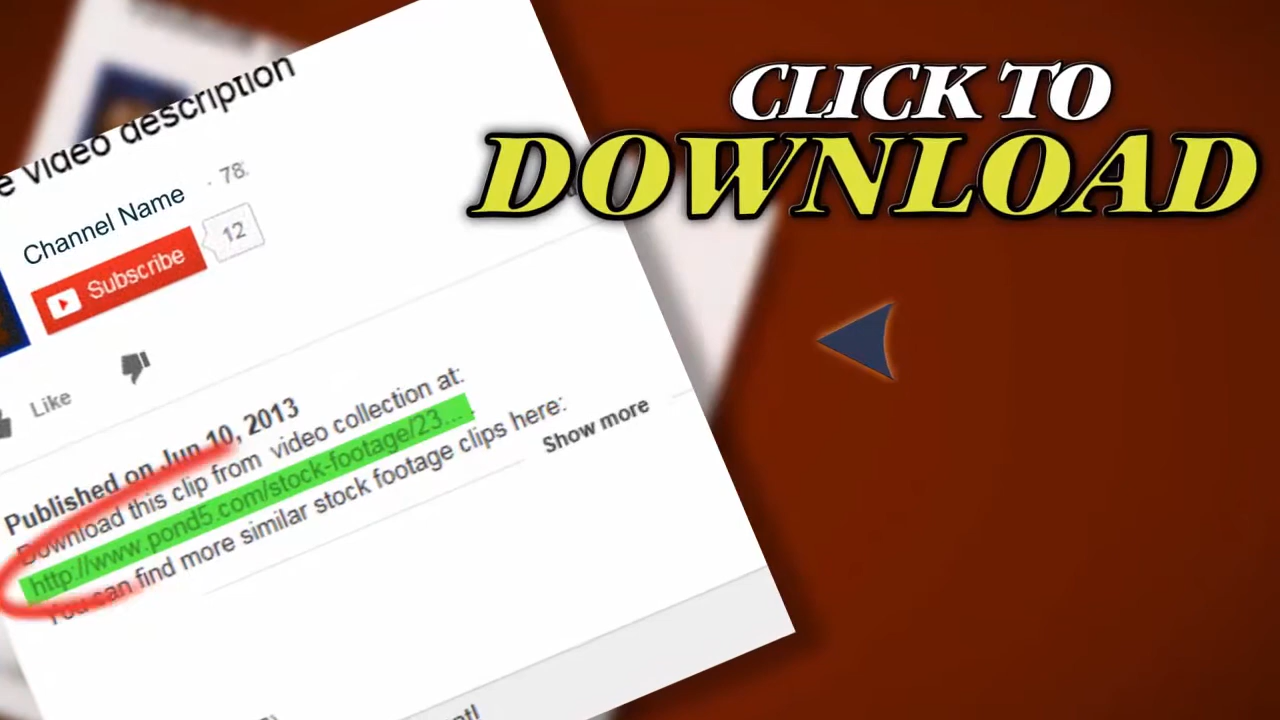 CLICK TO
DOWNLOAD
e video description
Channel Name
78
Subscribe
12
Like
Published on Jun 10, 2013
Download this clip from video collection at:
http://www.pond5.com/stock-footage/23...
You can find more similar stock footage clips here:
Show more